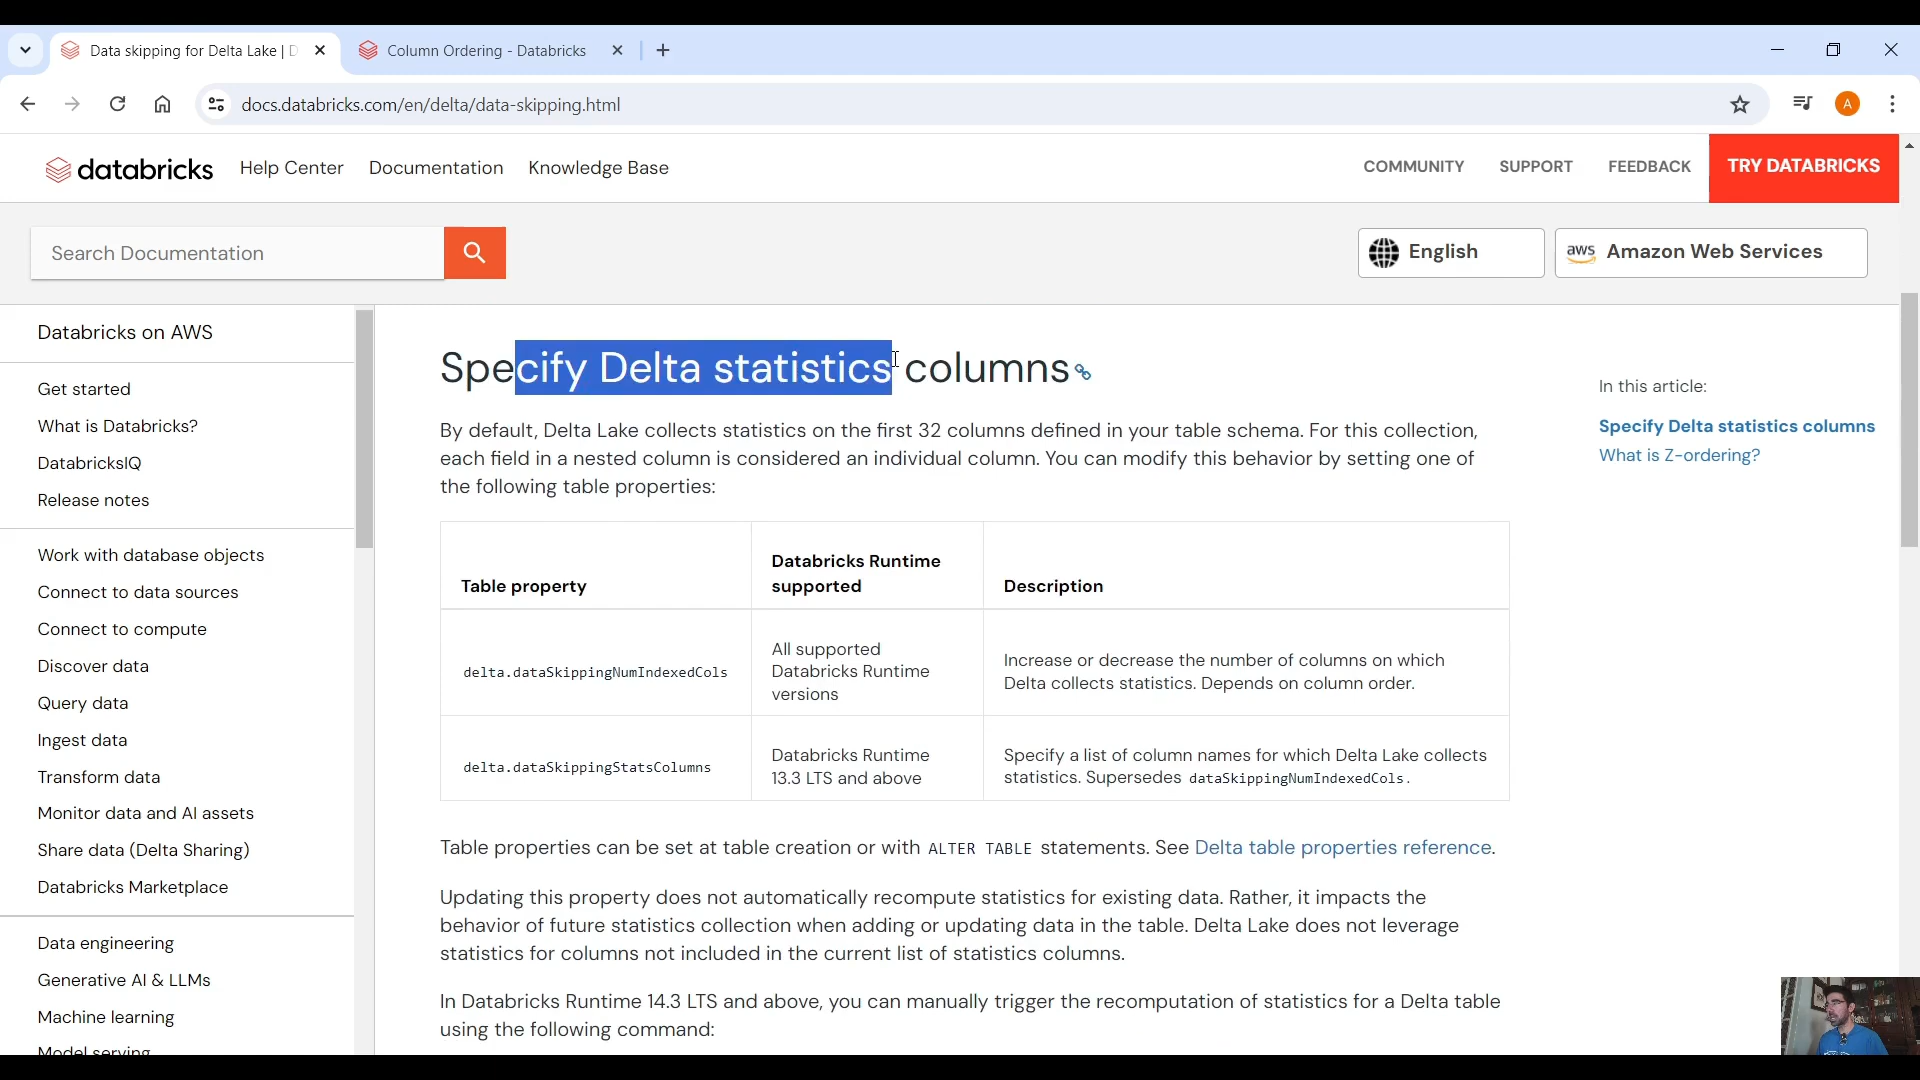 Data skipping for Delta Lake | D
Column Ordering - Databricks
docs.databricks.com/en/delta/data-skipping.html
A
databricks
Help Center
Documentation
Knowledge Base
COMMUNITY
SUPPORT
FEEDBACK
TRY DATABRICKS
Search Documentation
English
aws Amazon Web Services
Databricks on AWS
Get started
What is Databricks?
DatabricksIQ
Release notes
Work with database objects
Connect to data sources
Connect to compute
Discover data
Query data
Ingest data
Transform data
Monitor data and AI assets
Share data (Delta Sharing)
Databricks Marketplace
Data engineering
Generative AI & LLMs
Machine learning
Model serving
Specify Delta statistics columns
By default, Delta Lake collects statistics on the first 32 columns defined in your table schema. For this collection,
each field in a nested column is considered an individual column. You can modify this behavior by setting one of
the following table properties:
Table property
Databricks Runtime
supported
Description
delta.dataSkippingNumIndexedCols
All supported
Databricks Runtime
versions
Increase or decrease the number of columns on which
Delta collects statistics. Depends on column order.
delta.dataSkippingStatsColumns
Databricks Runtime
13.3 LTS and above
Specify a list of column names for which Delta Lake collects
statistics. Supersedes dataSkippingNumIndexedCols.
Table properties can be set at table creation or with ALTER TABLE statements. See Delta table properties reference.
Updating this property does not automatically recompute statistics for existing data. Rather, it impacts the
behavior of future statistics collection when adding or updating data in the table. Delta Lake does not leverage
statistics for columns not included in the current list of statistics columns.
In Databricks Runtime 14.3 LTS and above, you can manually trigger the recomputation of statistics for a Delta table
using the following command:
In this article:
Specify Delta statistics columns
What is Z-ordering?